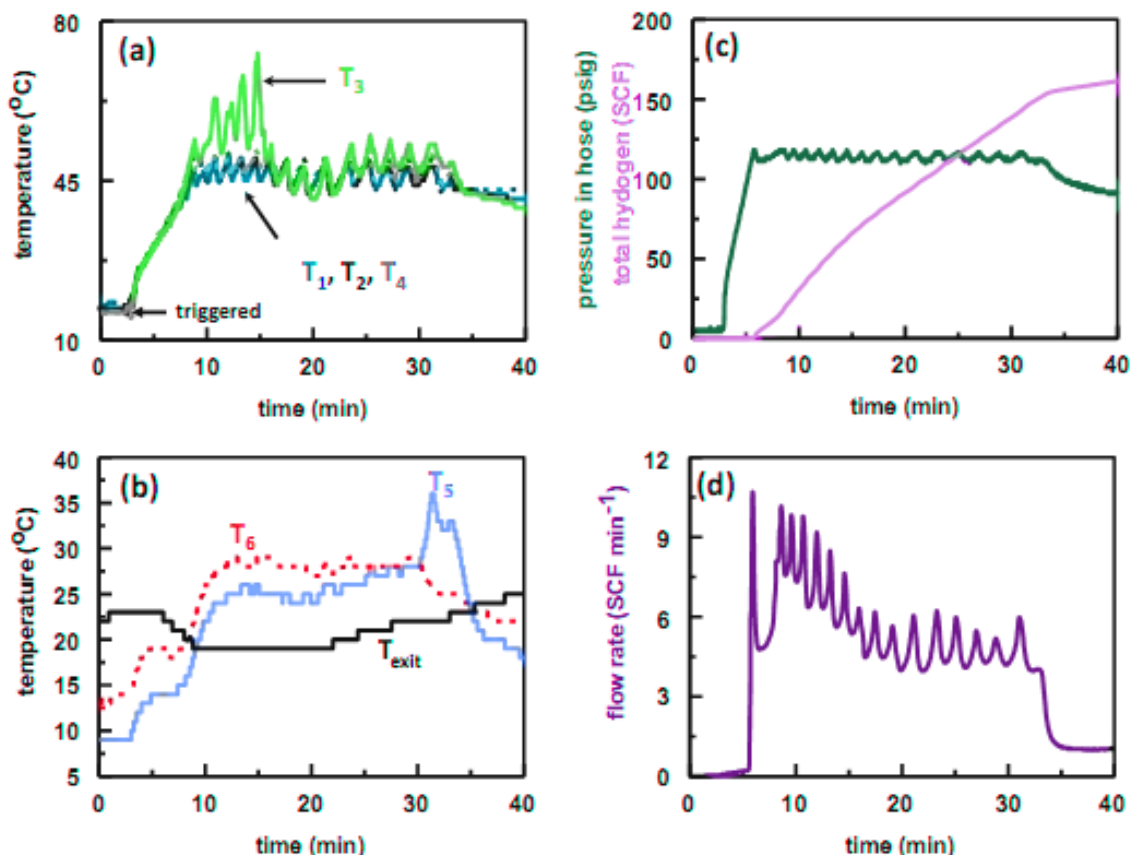 (a)
80
45
10
temperature (°C)
T3
T1, T2, T4
triggered
0 10 20 30 40
time (min)
(c)
200
150
100
50
0
pressure in hose (psig)
total hydogen (SCF)
0 10 20 30 40
time (min)
(b)
40
35
30
25
20
15
10
5
temperature (°C)
T5
T6
Texit
0 10 20 30 40
time (min)
(d)
12
9
6
3
0
flow rate (SCF min⁻¹)
0 10 20 30 40
time (min)